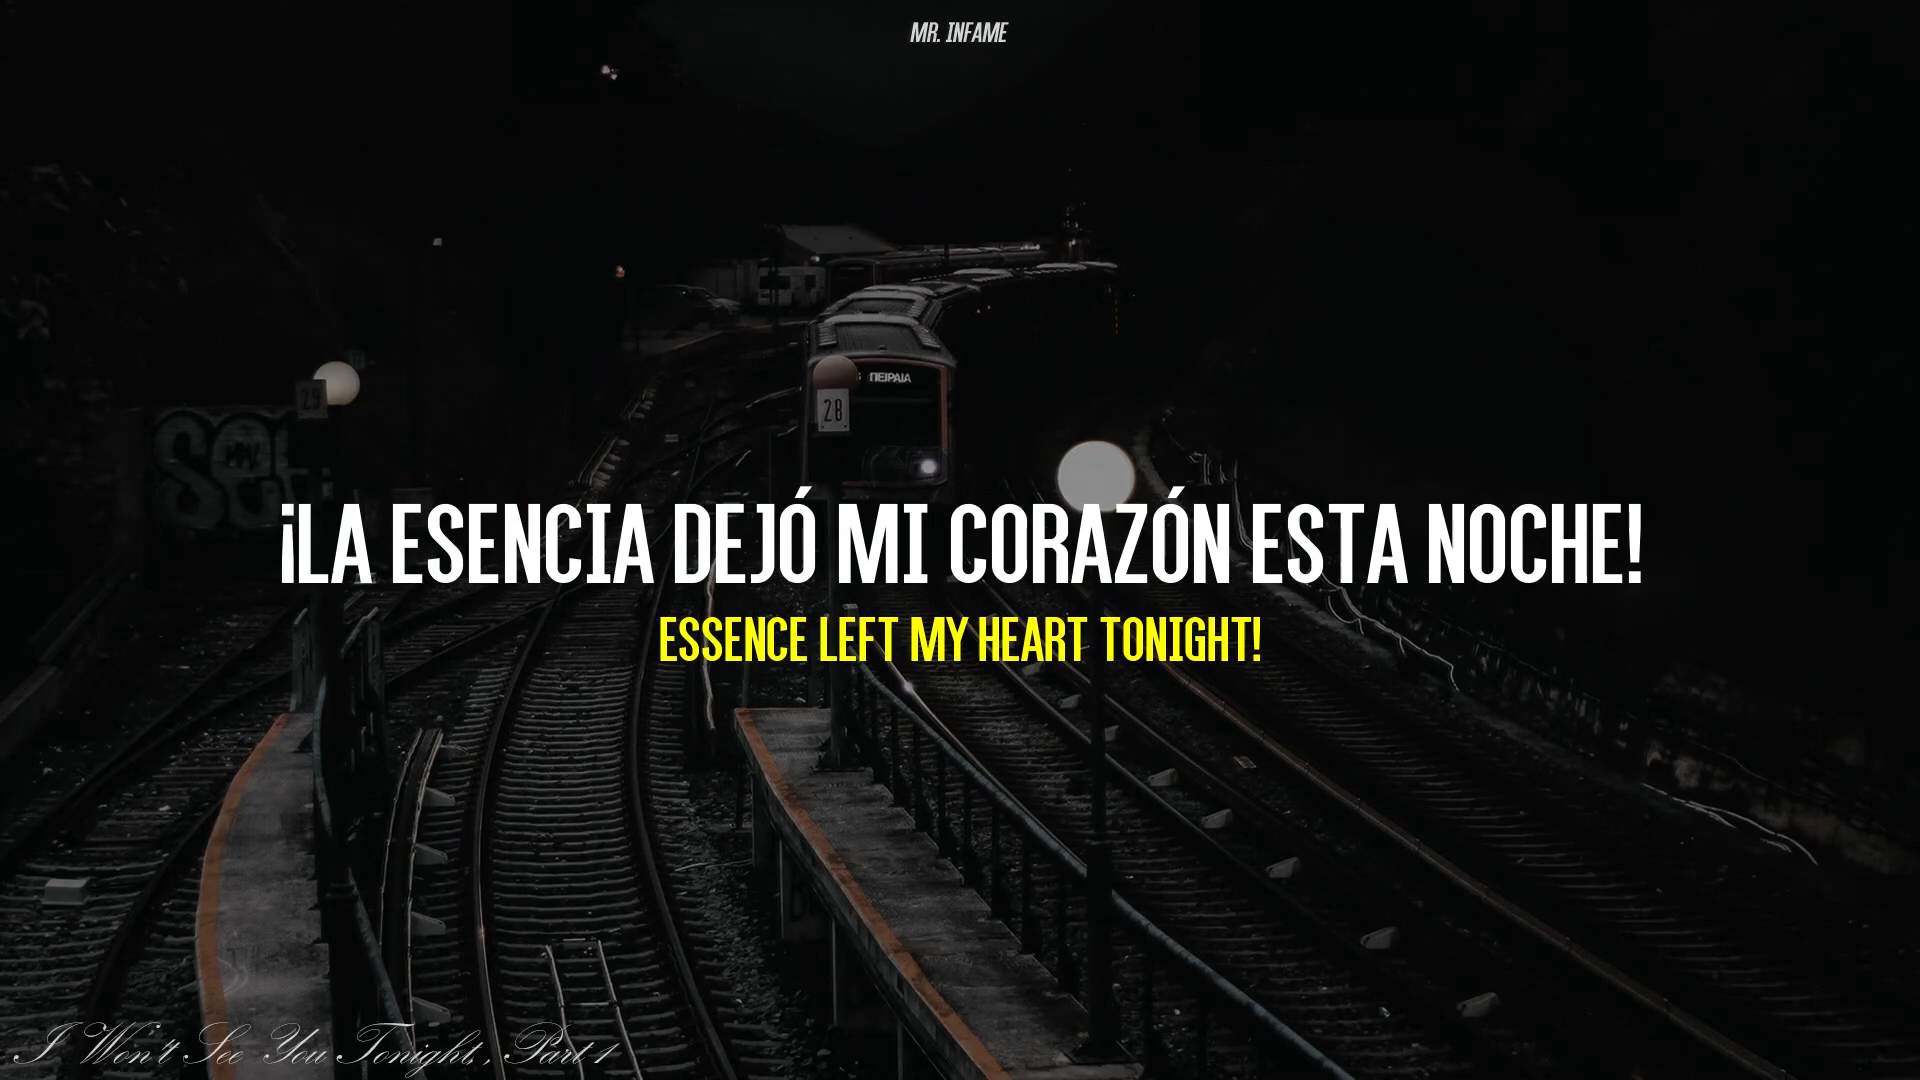 MR. INFAME
ΠΕΙΡΑΙΑ
29
28
¡LA ESENCIA DEJÓ MI CORAZÓN ESTA NOCHE!
ESSENCE LEFT MY HEART TONIGHT!
I Won't See You Tonight, Part 1